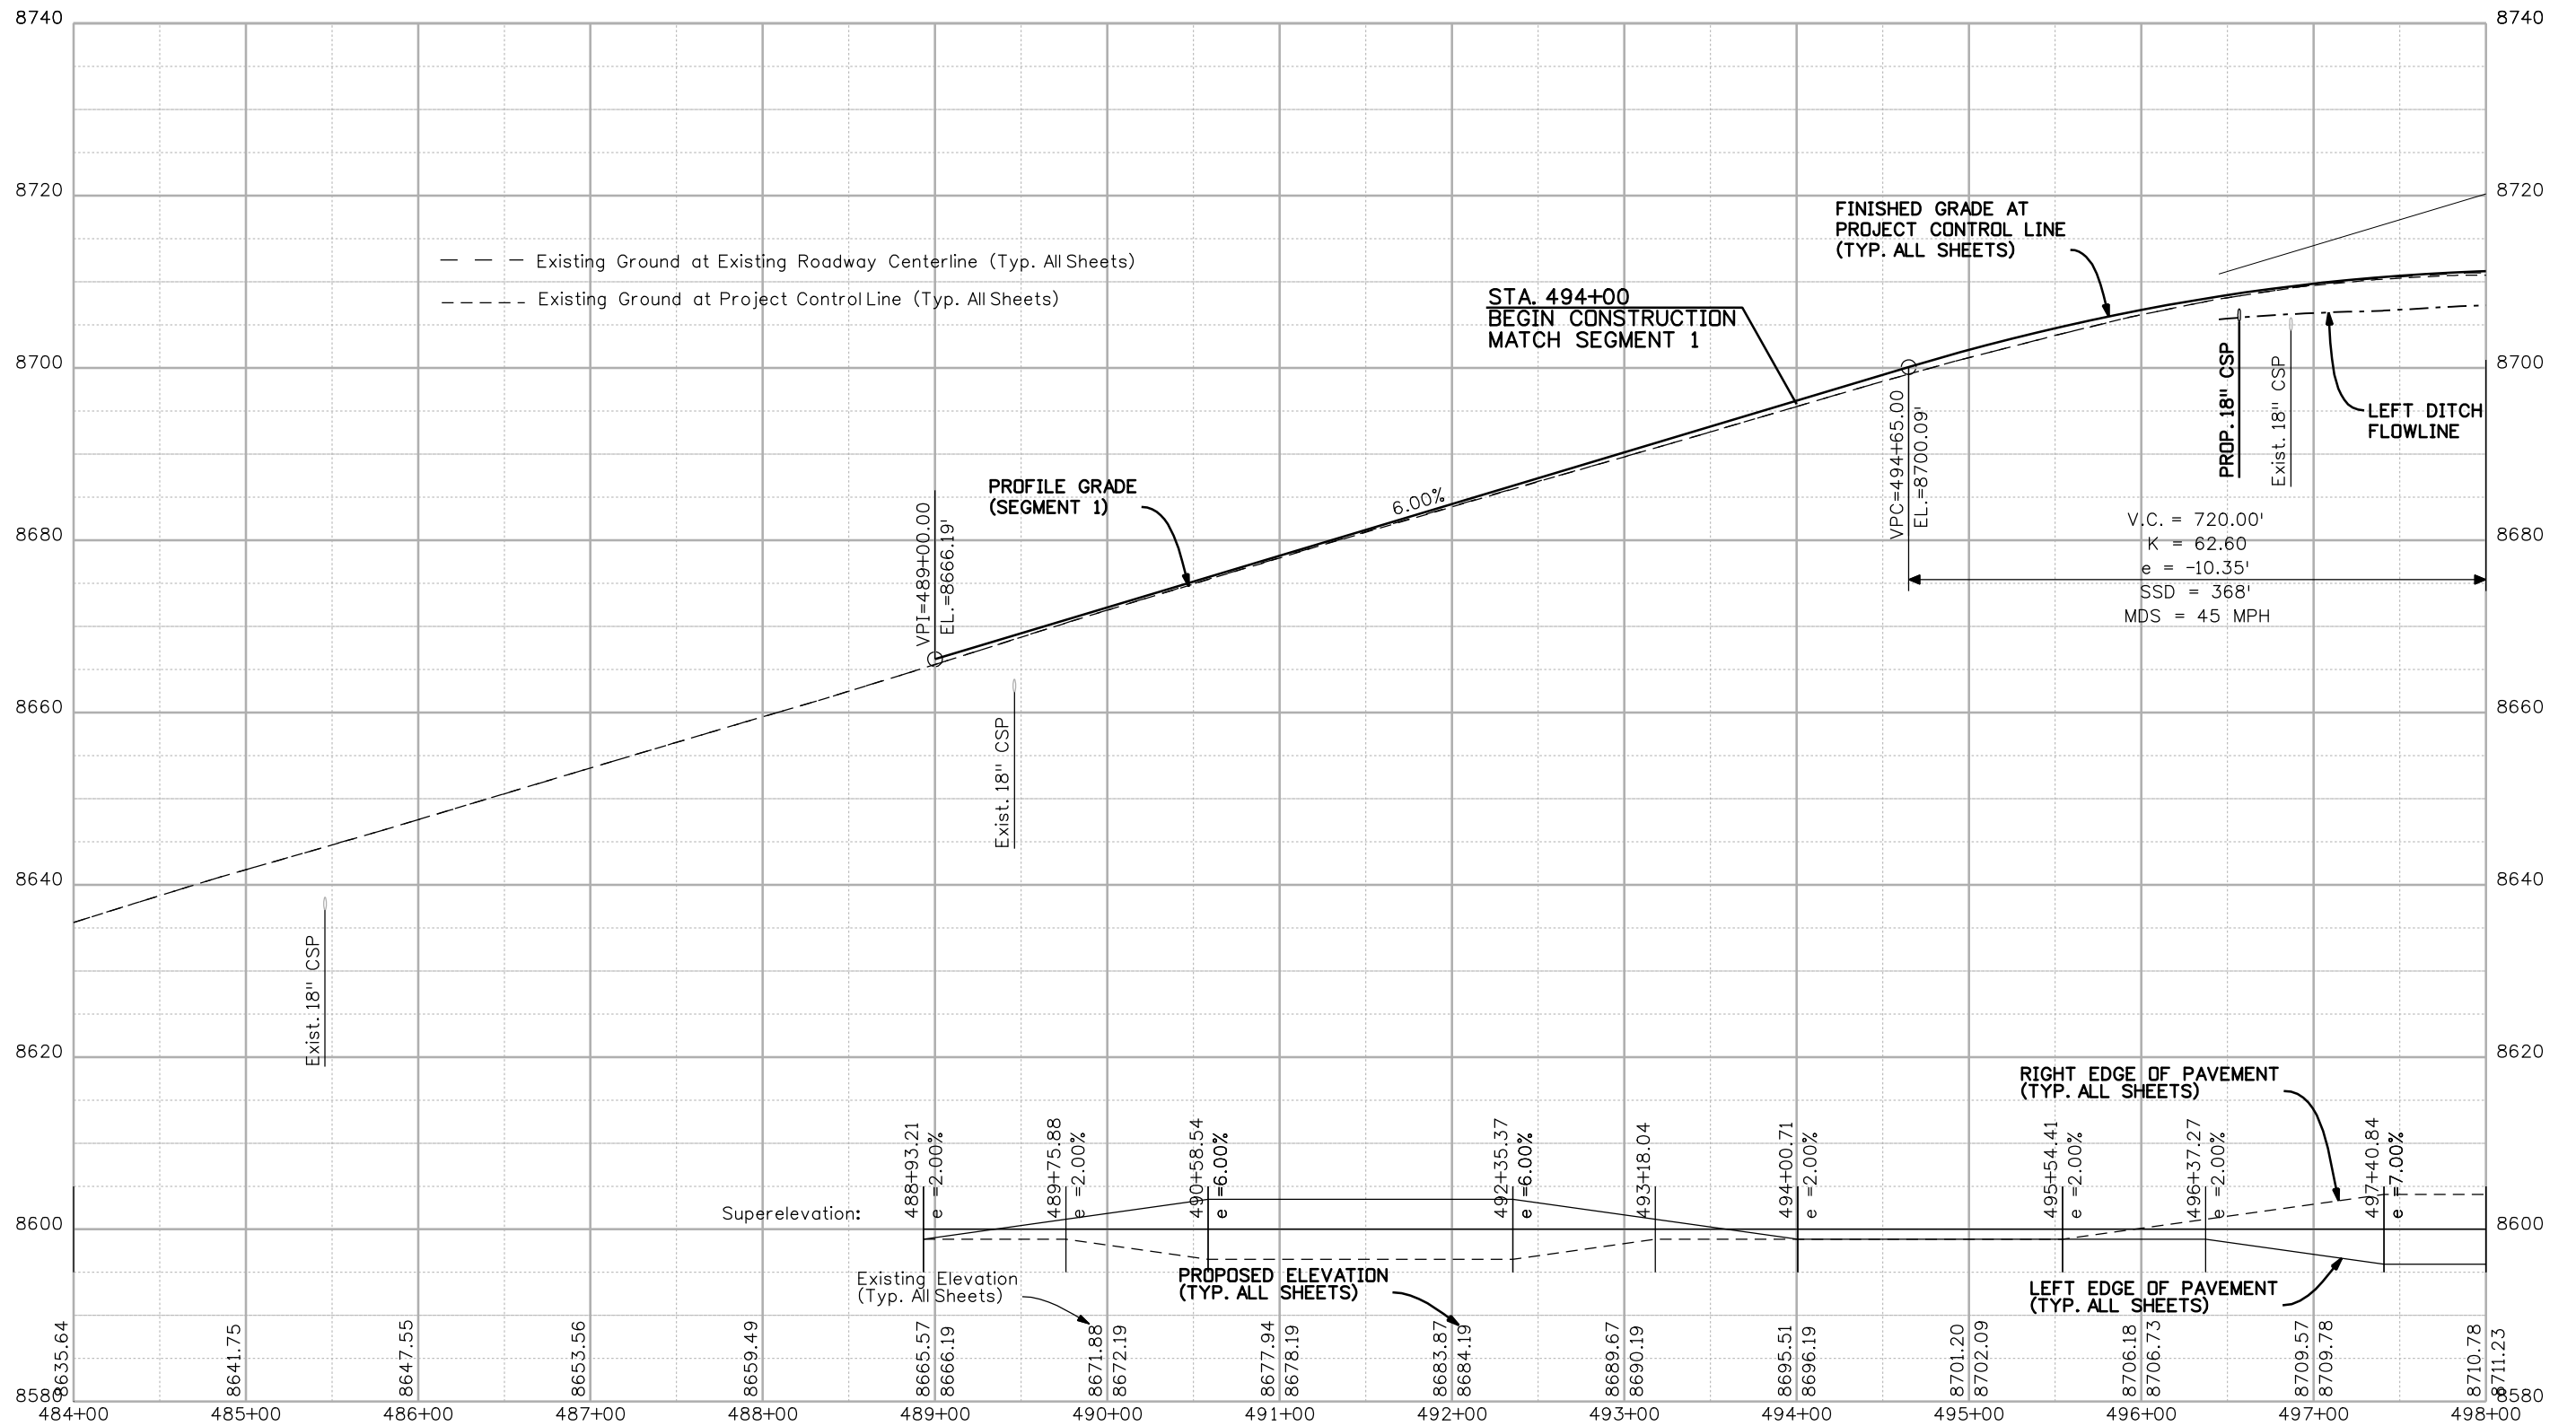 8740
8740
8720
8720
8700
8700
8680
8680
8660
8660
8640
8640
8620
8620
8600
8600
8580
8580
Existing Ground at Existing Roadway Centerline (Typ. All Sheets)
Existing Ground at Project Control Line (Typ. All Sheets)
FINISHED GRADE AT
PROJECT CONTROL LINE
(TYP. ALL SHEETS)
STA. 494+00
BEGIN CONSTRUCTION
MATCH SEGMENT 1
PROFILE GRADE
(SEGMENT 1)
6.00%
VPI=489+00.00
EL.=8666.19'
VPC=494+65.00
EL.=8700.09'
PROP. 18" CSP
Exist. 18" CSP
LEFT DITCH
FLOWLINE
V.C. = 720.00'
K = 62.60
e = -10.35'
SSD = 368'
MDS = 45 MPH
Exist. 18" CSP
Exist. 18" CSP
RIGHT EDGE OF PAVEMENT
(TYP. ALL SHEETS)
Superelevation:
488+93.21
e =2.00%
489+75.88
e =2.00%
490+58.54
e =6.00%
492+35.37
e =6.00%
493+18.04
494+00.71
e =2.00%
495+54.41
e =2.00%
496+37.27
e =2.00%
497+40.84
e =7.00%
Existing Elevation
(Typ. All Sheets)
PROPOSED ELEVATION
(TYP. ALL SHEETS)
LEFT EDGE OF PAVEMENT
(TYP. ALL SHEETS)
8635.64
8641.75
8647.55
8653.56
8659.49
8665.57
8666.19
8671.88
8672.19
8677.94
8678.19
8683.87
8684.19
8689.67
8690.19
8695.51
8696.19
8701.20
8702.09
8706.18
8706.73
8709.57
8709.78
8710.78
8711.23
484+00
485+00
486+00
487+00
488+00
489+00
490+00
491+00
492+00
493+00
494+00
495+00
496+00
497+00
498+00